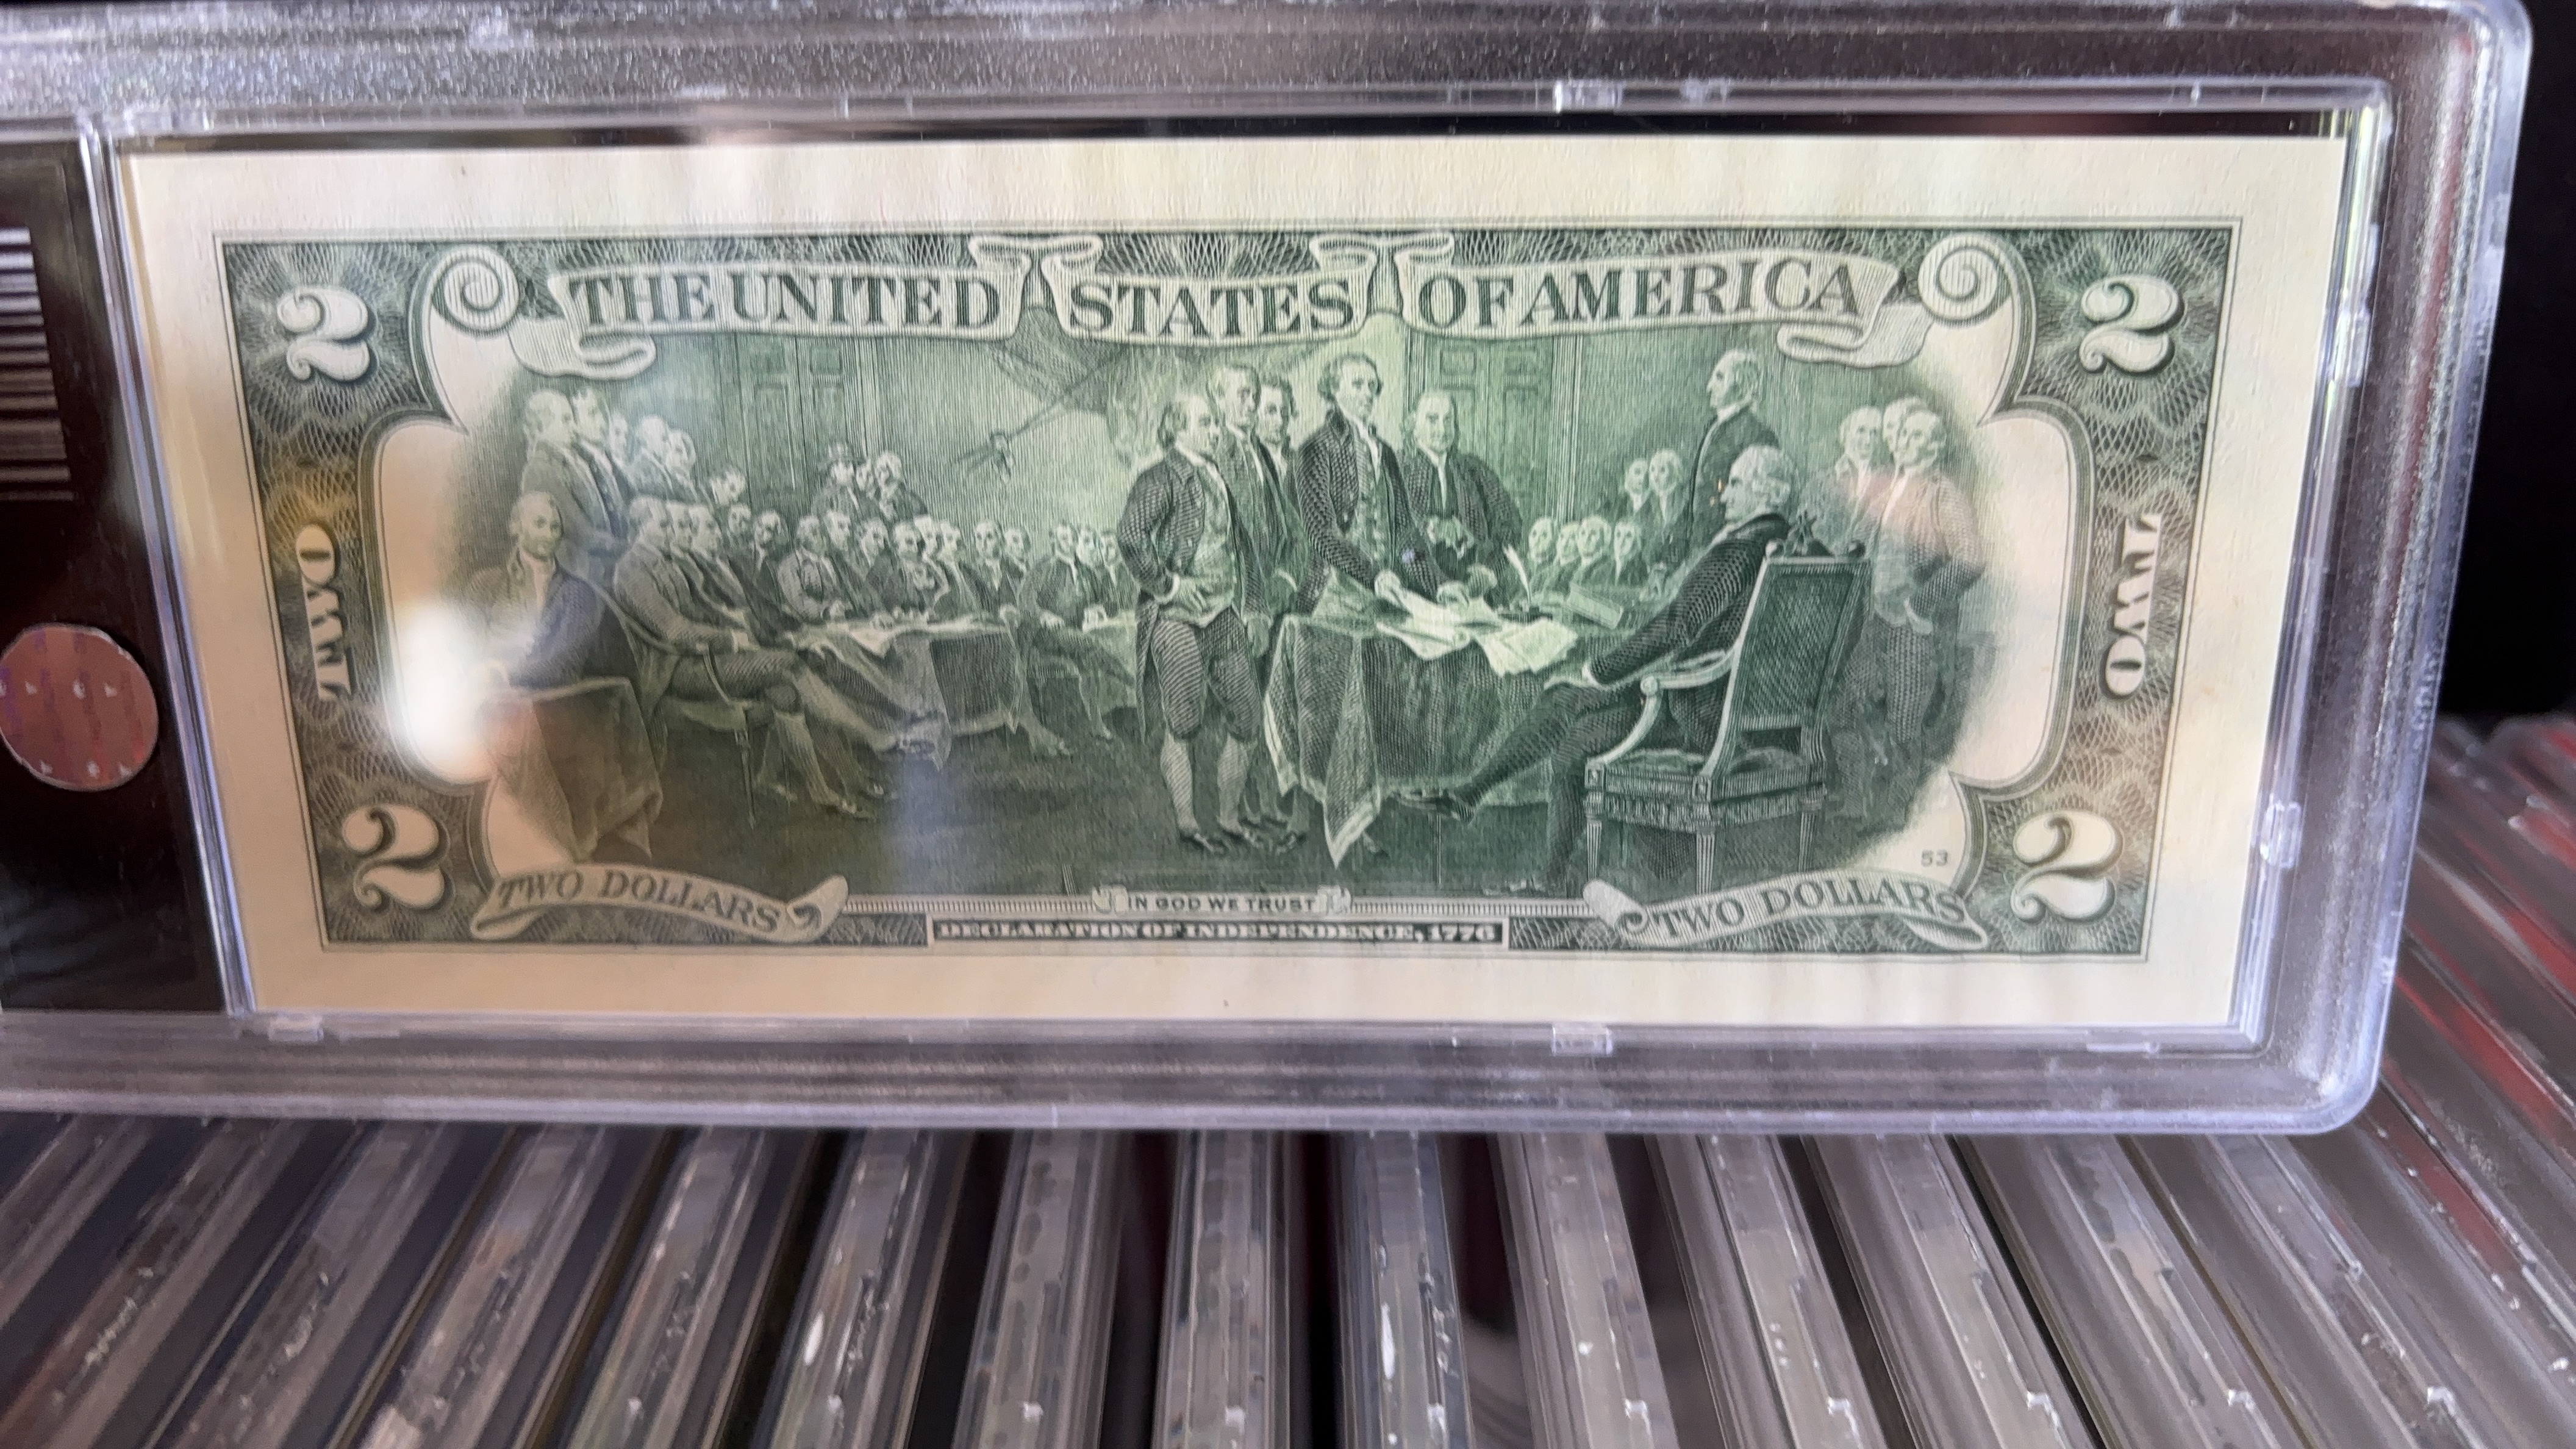 THE UNITED STATES OF AMERICA
2
2
TWO
TWO
2
2
53
TWO DOLLARS
IN GOD WE TRUST
TWO DOLLARS
DECLARATION OF INDEPENDENCE, 1776